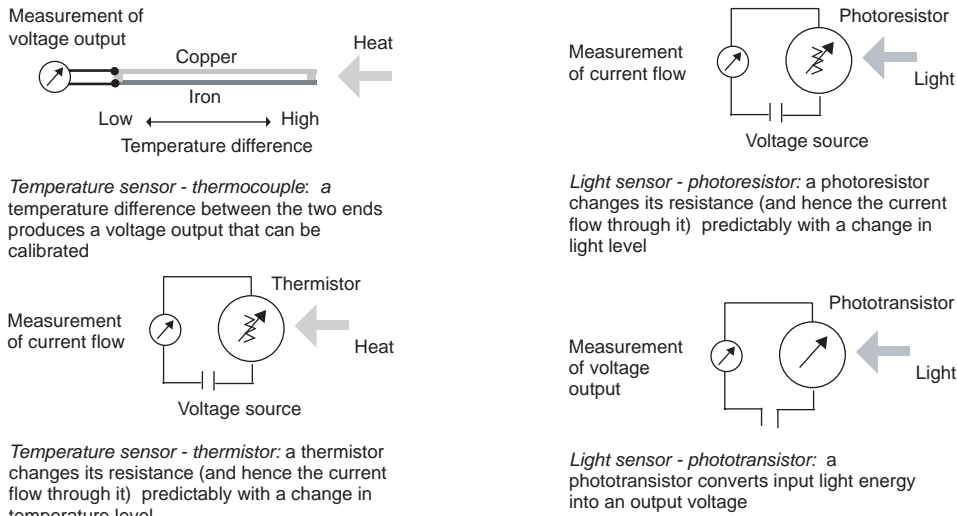 Measurement of
voltage output
Copper
Heat
Iron
Low
High
Temperature difference
Temperature sensor - thermocouple: a
temperature difference between the two ends
produces a voltage output that can be
calibrated
Thermistor
Measurement
of current flow
Heat
Voltage source
Temperature sensor - thermistor: a thermistor
changes its resistance (and hence the current
flow through it) predictably with a change in
temperature level
Photoresistor
Measurement
of current flow
Light
Voltage source
Light sensor - photoresistor: a photoresistor
changes its resistance (and hence the current
flow through it) predictably with a change in
light level
Phototransistor
Measurement
of voltage
output
Light
Light sensor - phototransistor: a
phototransistor converts input light energy
into an output voltage